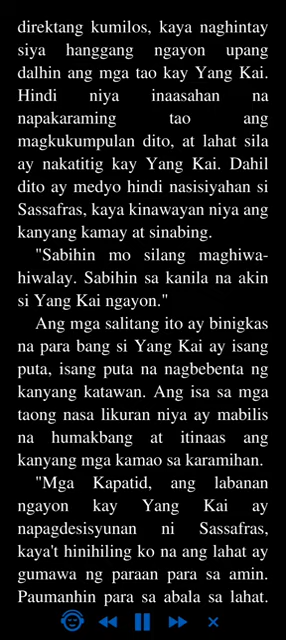 direktang kumilos, kaya naghintay
siya hanggang ngayon upang
dalhin ang mga tao kay Yang Kai.
Hindi niya inaasahan na
napakaraming tao ang
magkukumpulan dito, at lahat sila
ay nakatitig kay Yang Kai. Dahil
dito ay medyo hindi nasisiyahan si
Sassafras, kaya kinawayan niya ang
kanyang kamay at sinabing.
"Sabihin mo silang maghiwa-
hiwalay. Sabihin sa kanila na akin
si Yang Kai ngayon."
Ang mga salitang ito ay binigkas
na para bang si Yang Kai ay isang
puta, isang puta na nagbebenta ng
kanyang katawan. Ang isa sa mga
taong nasa likuran niya ay mabilis
na humakbang at itinaas ang
kanyang mga kamao sa karamihan.
"Mga Kapatid, ang labanan
ngayon kay Yang Kai ay
napagdesisyunan ni Sassafras,
kaya't hinihiling ko na ang lahat ay
gumawa ng paraan para sa amin.
Paumanhin para sa abala sa lahat.